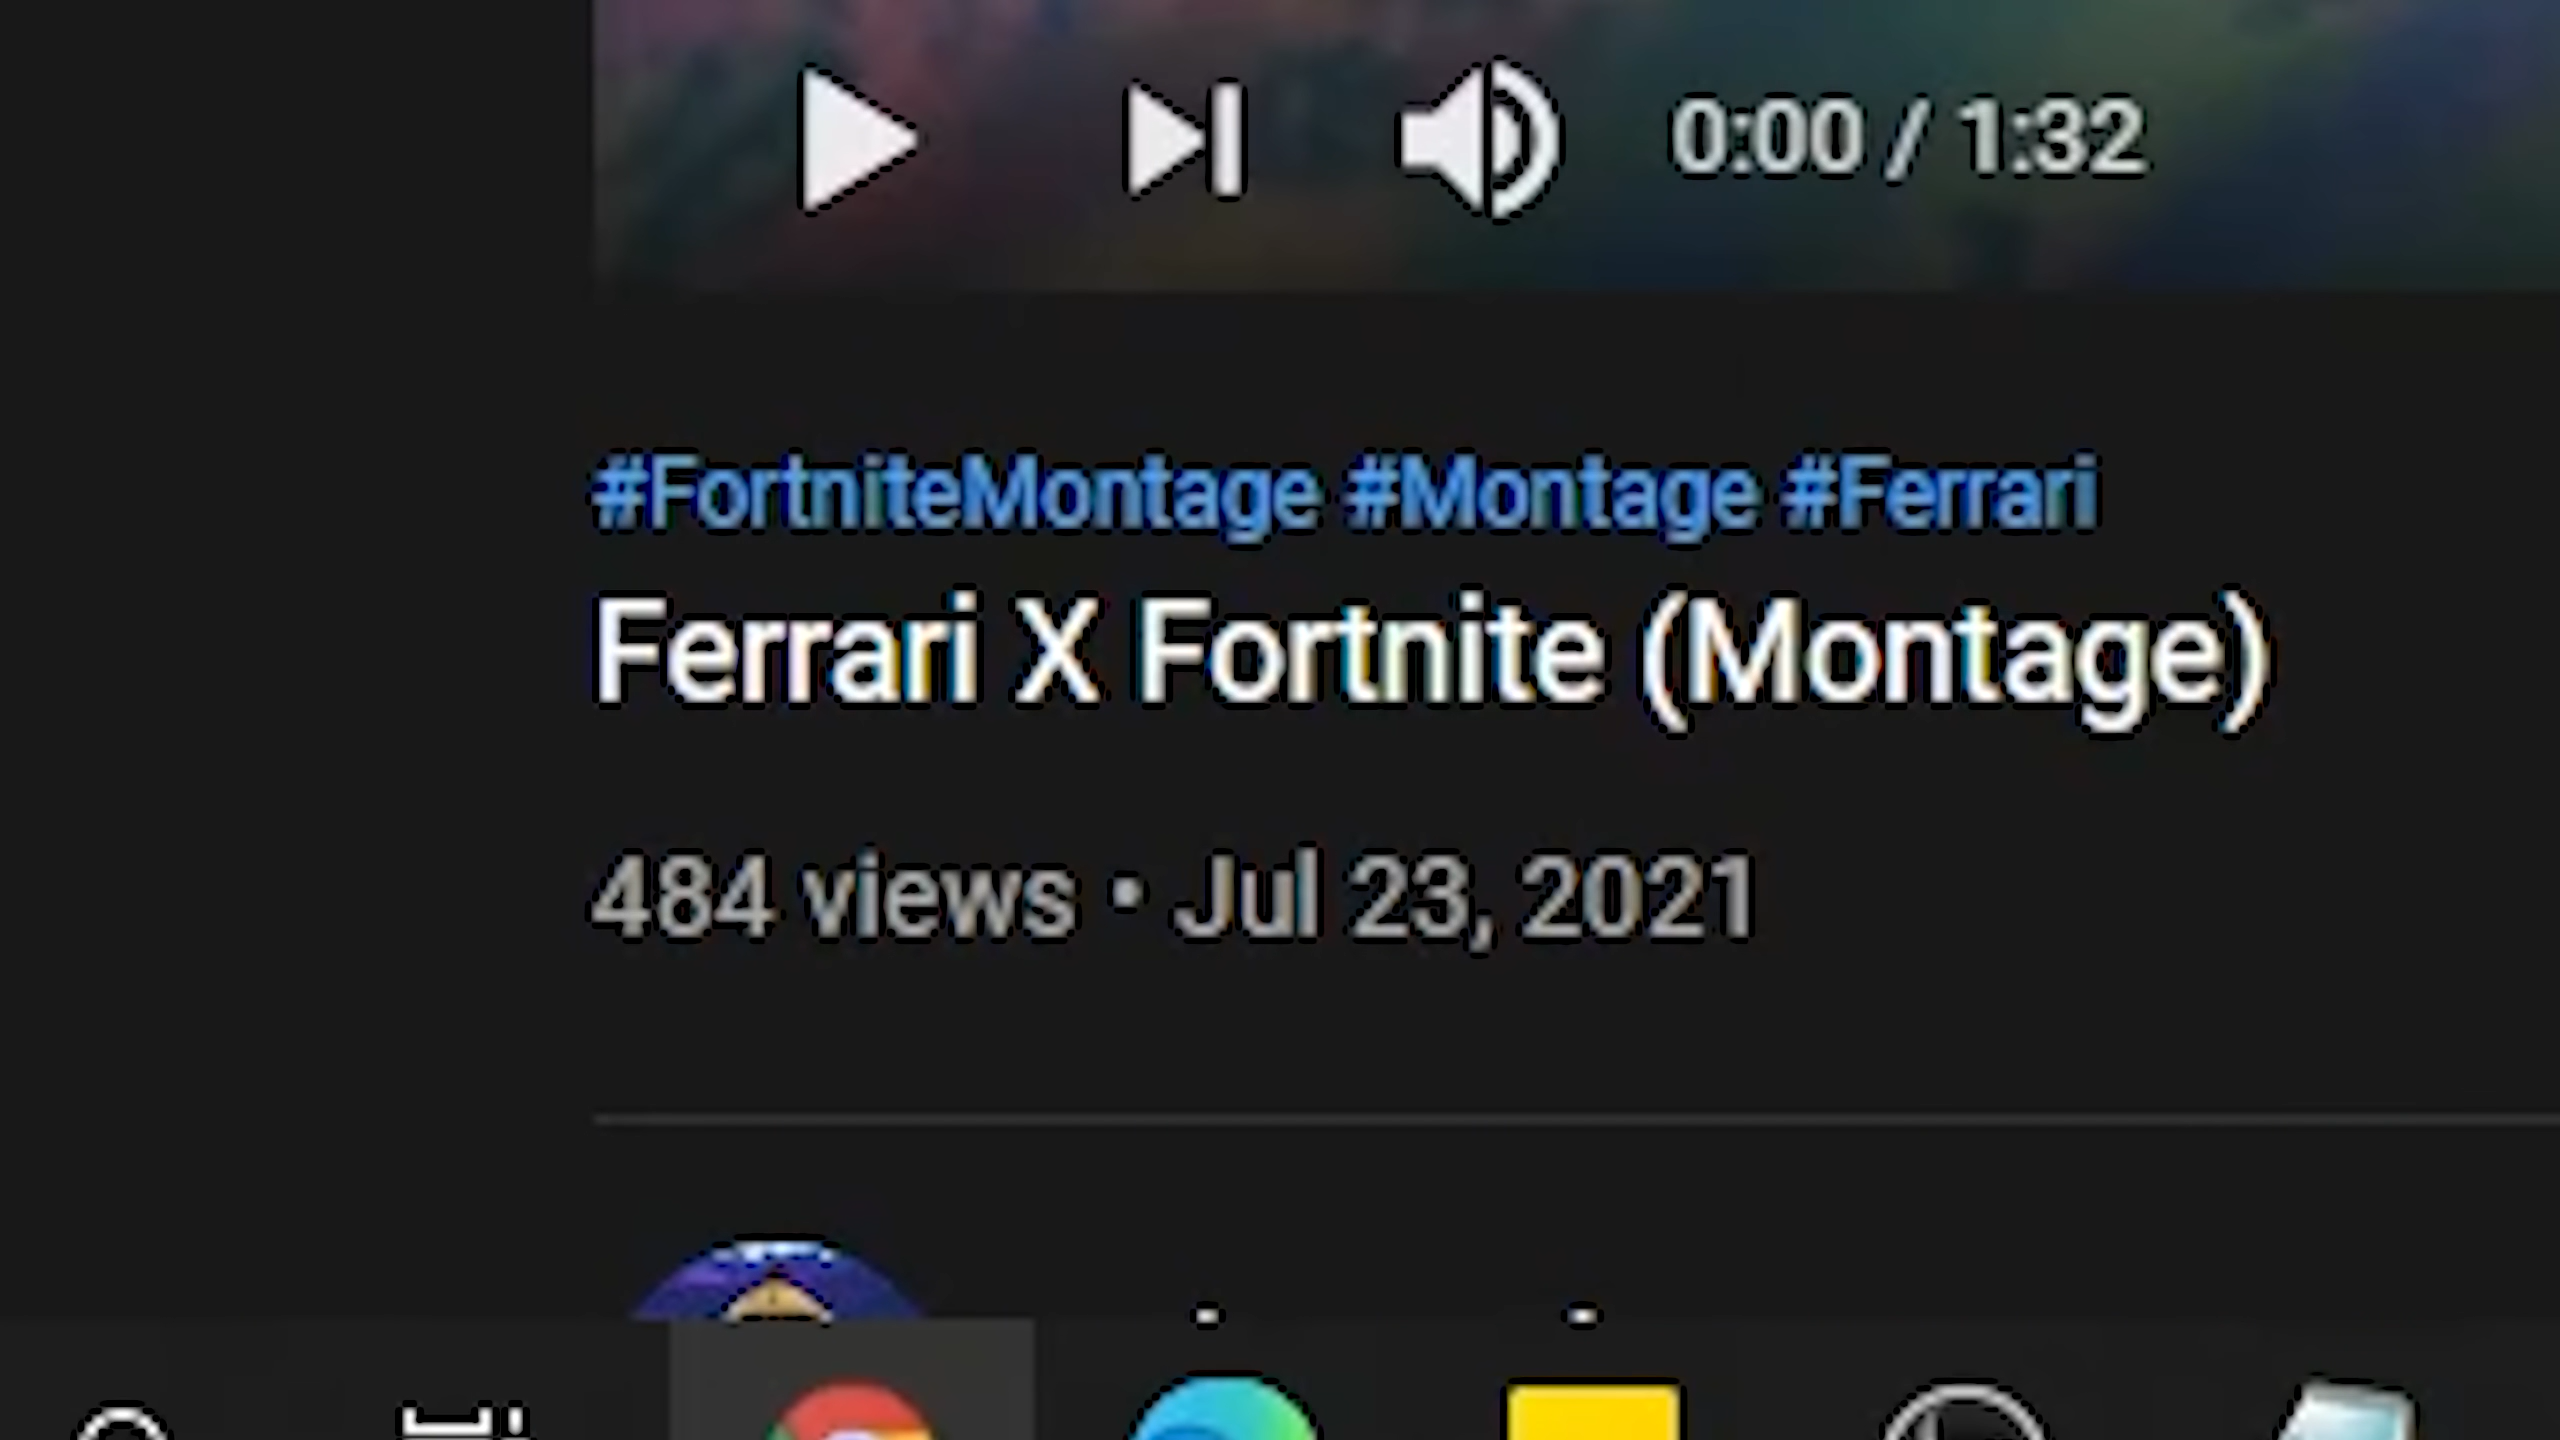 0:00 / 1:32
#FortniteMontage #Montage #Ferrari
Ferrari X Fortnite (Montage)
484 views • Jul 23, 2021